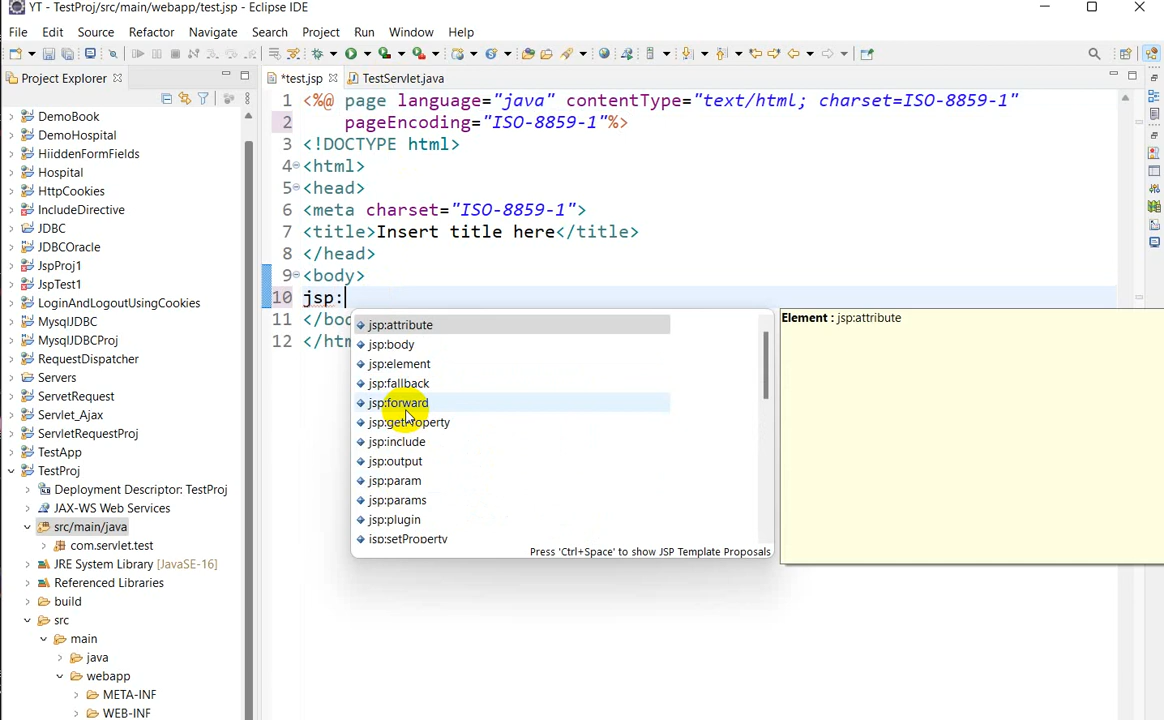 YT - TestProj/src/main/webapp/test.jsp - Eclipse IDE
File Edit Source Refactor Navigate Search Project Run Window Help
Project Explorer
*test.jsp
TestServlet.java
DemoBook
DemoHospital
HiiddenFormFields
Hospital
HttpCookies
IncludeDirective
JDBC
JDBCOracle
JspProj1
JspTest1
LoginAndLogoutUsingCookies
MysqlJDBC
MysqlJDBCProj
RequestDispatcher
Servers
ServetRequest
Servlet_Ajax
ServletRequestProj
TestApp
TestProj
Deployment Descriptor: TestProj
JAX-WS Web Services
src/main/java
com.servlet.test
JRE System Library [JavaSE-16]
Referenced Libraries
build
src
main
java
webapp
META-INF
WEB-INF
1 <%@ page language="java" contentType="text/html; charset=ISO-8859-1"
2 pageEncoding="ISO-8859-1"%>
3 <!DOCTYPE html>
4 <html>
5 <head>
6 <meta charset="ISO-8859-1">
7 <title>Insert title here</title>
8 </head>
9 <body>
10 jsp:
11 </bo
12 </htm
jsp:attribute
jsp:body
jsp:element
jsp:fallback
jsp:forward
jsp:getProperty
jsp:include
jsp:output
jsp:param
jsp:params
jsp:plugin
jsp:setProperty
Press 'Ctrl+Space' to show JSP Template Proposals
Element : jsp:attribute